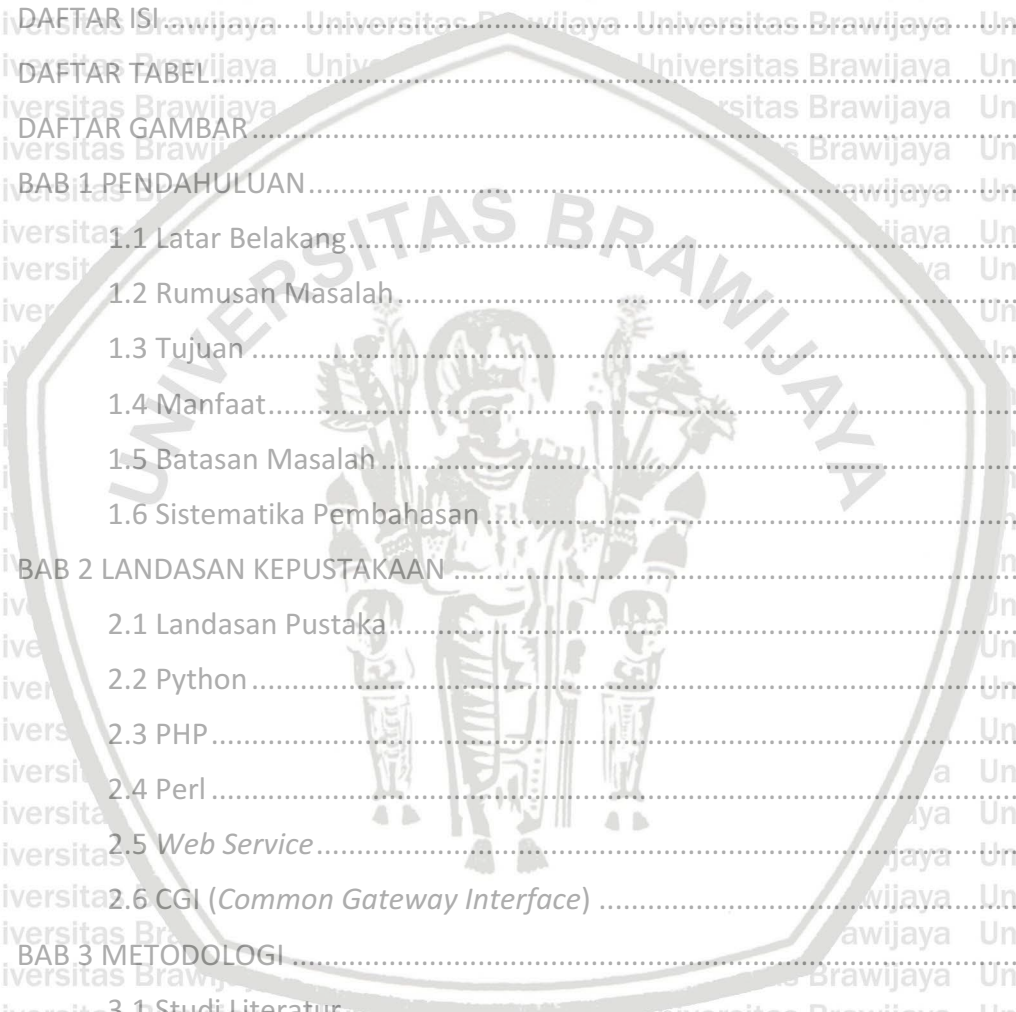 DAFTAR ISI
DAFTAR TABEL
DAFTAR GAMBAR
BAB 1 PENDAHULUAN
1.1 Latar Belakang
1.2 Rumusan Masalah
1.3 Tujuan
1.4 Manfaat
1.5 Batasan Masalah
1.6 Sistematika Pembahasan
BAB 2 LANDASAN KEPUSTAKAAN
2.1 Landasan Pustaka
2.2 Python
2.3 PHP
2.4 Perl
2.5 Web Service
2.6 CGI (Common Gateway Interface)
BAB 3 METODOLOGI
3.1 Studi Literatur
UNIVERSITAS BRAWIJAYA